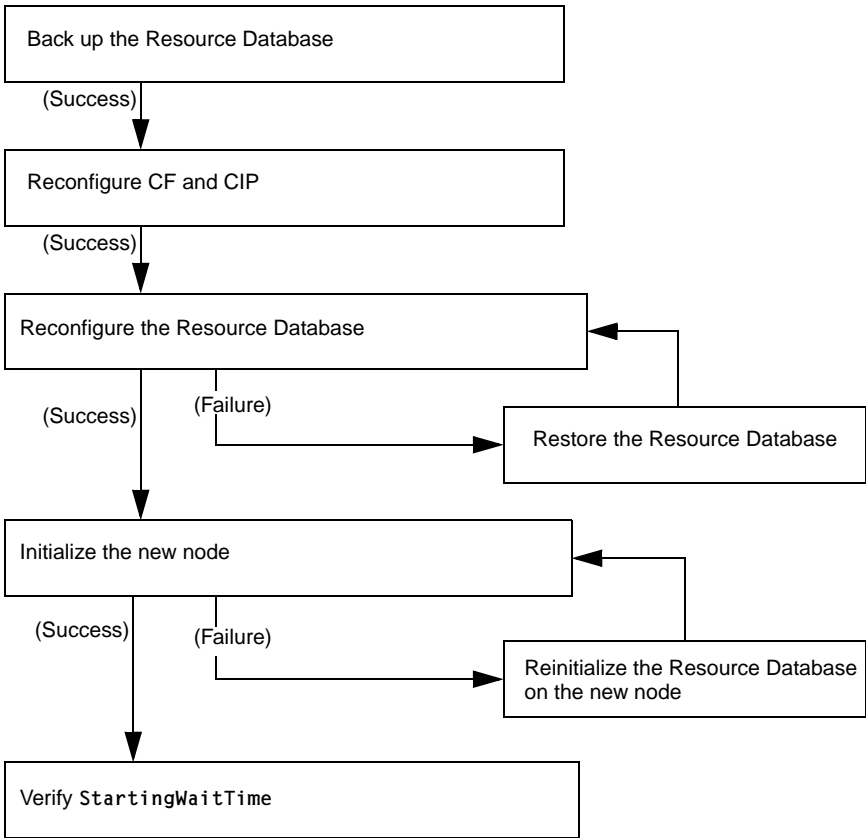 Back up the Resource Database
(Success)
Reconfigure CF and CIP
(Success)
Reconfigure the Resource Database
(Success)
(Failure)
Restore the Resource Database
Initialize the new node
(Success)
(Failure)
Reinitialize the Resource Database
on the new node
Verify StartingWaitTime